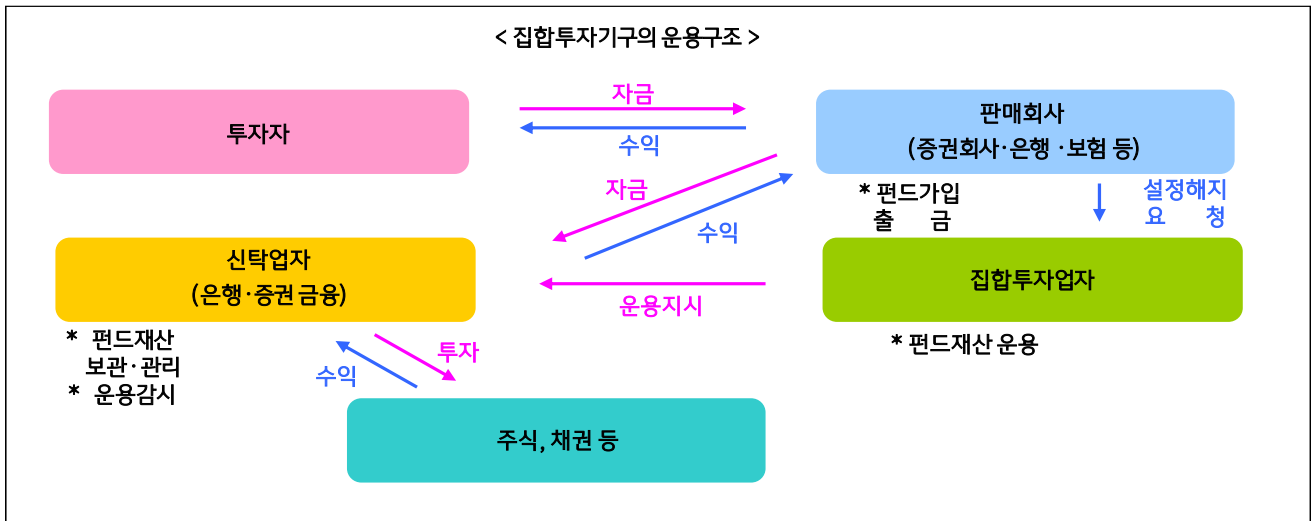 < 집합투자기구의 운용구조 >
투자자
자금
수익
판매회사
(증권회사·은행 ·보험 등)
자금
수익
* 펀드가입
출 금
설정해지
요 청
신탁업자
(은행·증권 금융)
운용지시
집합투자업자
* 펀드재산
보관·관리
* 운용감시
수익
투자
* 펀드재산 운용
주식, 채권 등